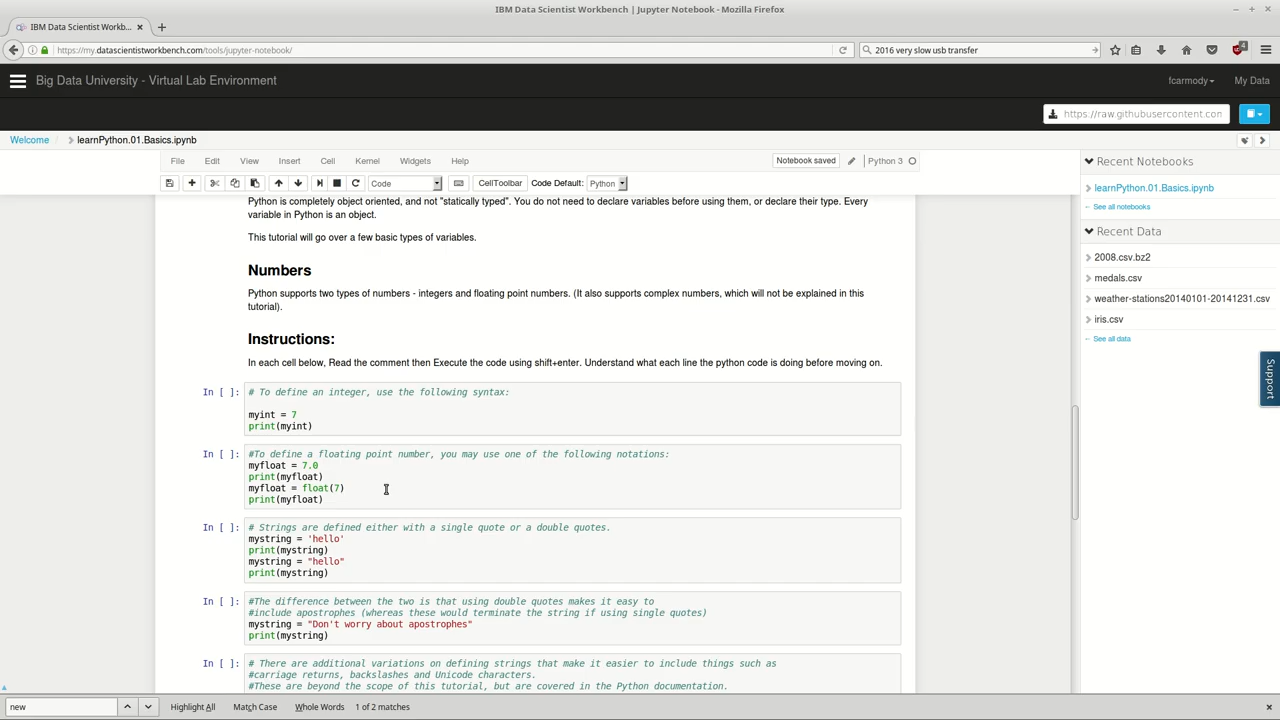 IBM Data Scientist Workbench | Jupyter Notebook - Mozilla Firefox
IBM Data Scientist Workb...
https://my.datascientistworkbench.com/tools/jupyter-notebook/
2016 very slow usb transfer
4
Big Data University - Virtual Lab Environment
fcarmody
My Data
https://raw.githubusercontent.com
Welcome
learnPython.01.Basics.ipynb
File Edit View Insert Cell Kernel Widgets Help
Notebook saved
Python 3
Code
CellToolbar
Code Default: Python
Python is completely object oriented, and not "statically typed". You do not need to declare variables before using them, or declare their type. Every
variable in Python is an object.
This tutorial will go over a few basic types of variables.
Numbers
Python supports two types of numbers - integers and floating point numbers. (It also supports complex numbers, which will not be explained in this
tutorial).
Instructions:
In each cell below, Read the comment then Execute the code using shift+enter. Understand what each line the python code is doing before moving on.
In [ ]: # To define an integer, use the following syntax:
myint = 7
print(myint)
In [ ]: #To define a floating point number, you may use one of the following notations:
myfloat = 7.0
print(myfloat)
myfloat = float(7)
print(myfloat)
In [ ]: # Strings are defined either with a single quote or a double quotes.
mystring = 'hello'
print(mystring)
mystring = "hello"
print(mystring)
In [ ]: #The difference between the two is that using double quotes makes it easy to
#include apostrophes (whereas these would terminate the string if using single quotes)
mystring = "Don't worry about apostrophes"
print(mystring)
In [ ]: # There are additional variations on defining strings that make it easier to include things such as
#carriage returns, backslashes and Unicode characters.
#These are beyond the scope of this tutorial, but are covered in the Python documentation.
Recent Notebooks
learnPython.01.Basics.ipynb
← See all notebooks
Recent Data
2008.csv.bz2
medals.csv
weather-stations20140101-20141231.csv
iris.csv
← See all data
Support
new
Highlight All
Match Case
Whole Words
1 of 2 matches